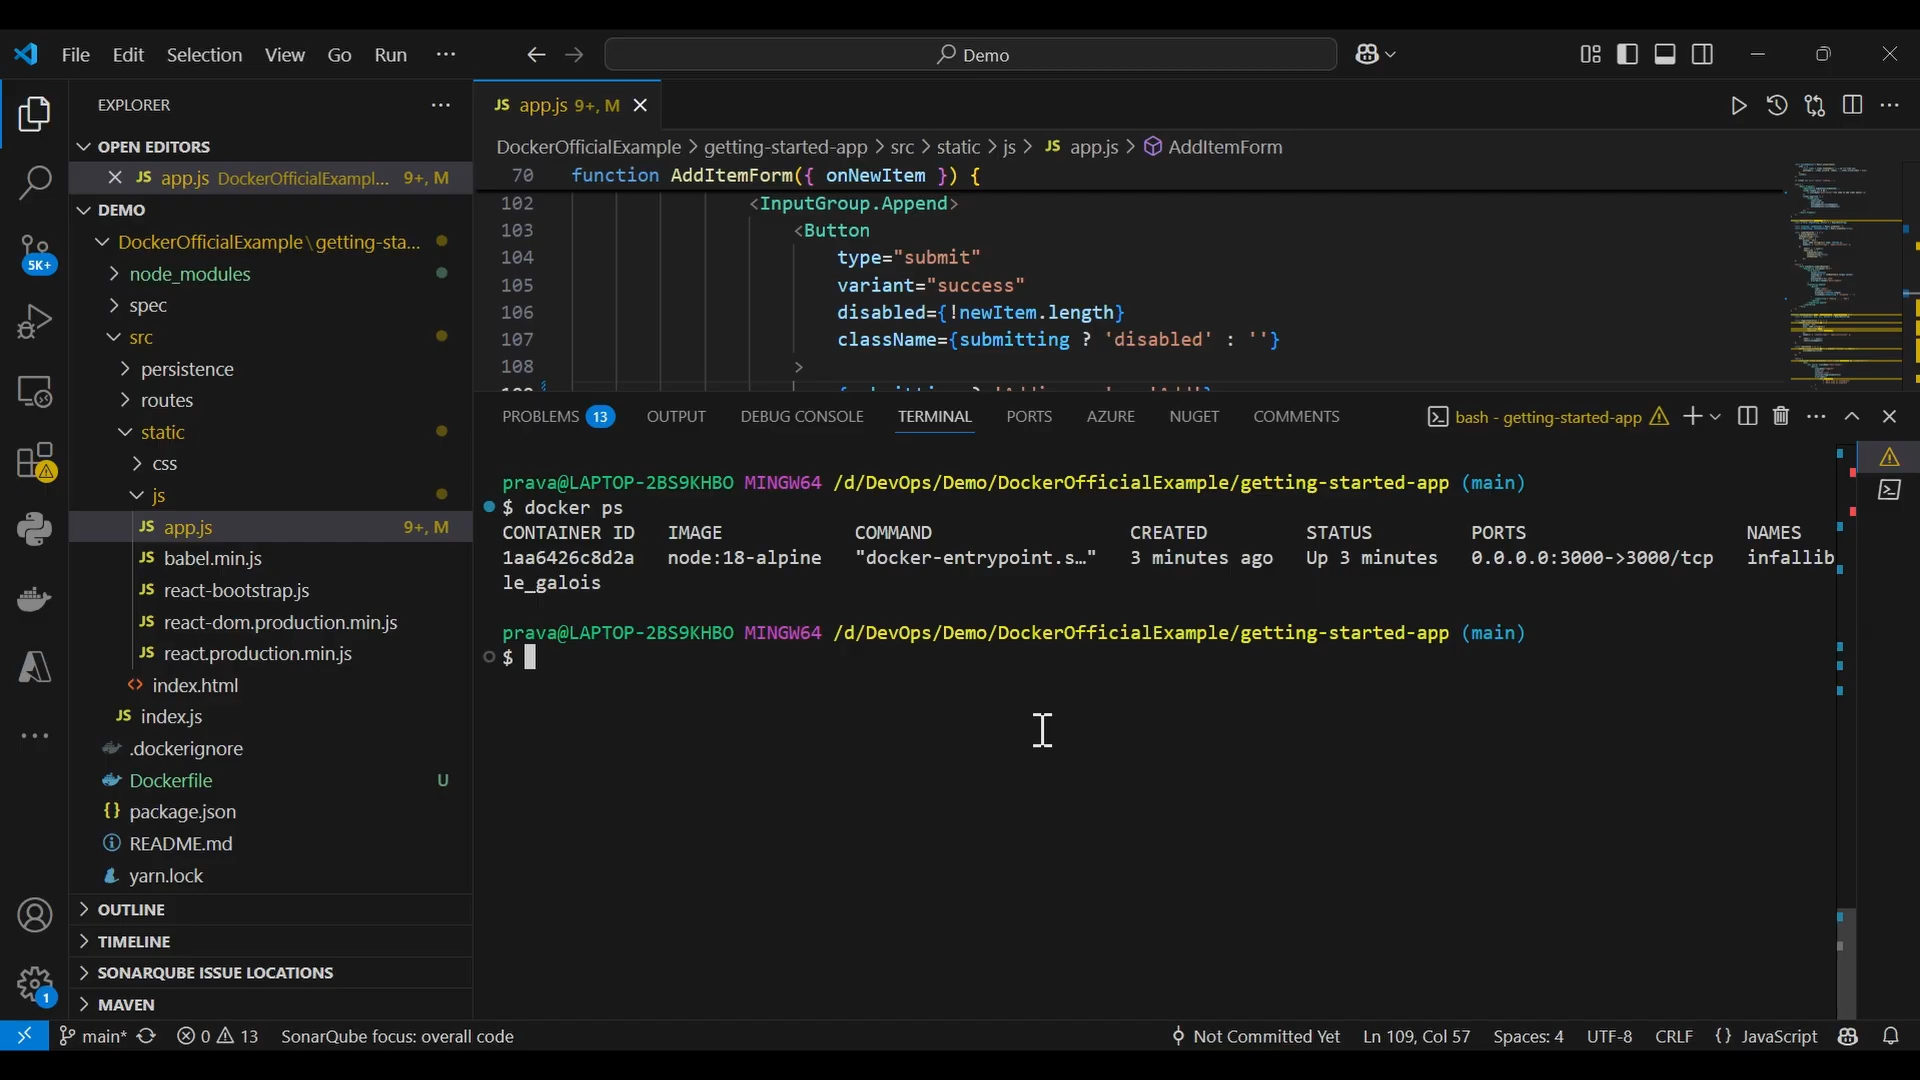 File Edit Selection View Go Run ··· Demo
EXPLORER ···
OPEN EDITORS
app.js DockerOfficialExampl... 9+, M
DEMO
DockerOfficialExample\getting-sta...
node_modules
5K+
spec
src
persistence
routes
static
css
js
app.js 9+, M
babel.min.js
react-bootstrap.js
react-dom.production.min.js
react.production.min.js
index.html
index.js
.dockerignore
Dockerfile U
package.json
README.md
yarn.lock
OUTLINE
TIMELINE
SONARQUBE ISSUE LOCATIONS
MAVEN
1
JS app.js 9+, M
DockerOfficialExample > getting-started-app > src > static > js > JS app.js > AddItemForm
70 function AddItemForm({ onNewItem }) {
102 <InputGroup.Append>
103 <Button
104 type="submit"
105 variant="success"
106 disabled={!newItem.length}
107 className={submitting ? 'disabled' : ''}
108 >
PROBLEMS 13 OUTPUT DEBUG CONSOLE TERMINAL PORTS AZURE NUGET COMMENTS bash - getting-started-app
prava@LAPTOP-2BS9KHBO MINGW64 /d/DevOps/Demo/DockerOfficialExample/getting-started-app (main)
$ docker ps
CONTAINER ID IMAGE COMMAND CREATED STATUS PORTS NAMES
1aa6426c8d2a node:18-alpine "docker-entrypoint.s…" 3 minutes ago Up 3 minutes 0.0.0.0:3000->3000/tcp infallib
le_galois
prava@LAPTOP-2BS9KHBO MINGW64 /d/DevOps/Demo/DockerOfficialExample/getting-started-app (main)
$
main* 0 13 SonarQube focus: overall code Not Committed Yet Ln 109, Col 57 Spaces: 4 UTF-8 CRLF {} JavaScript